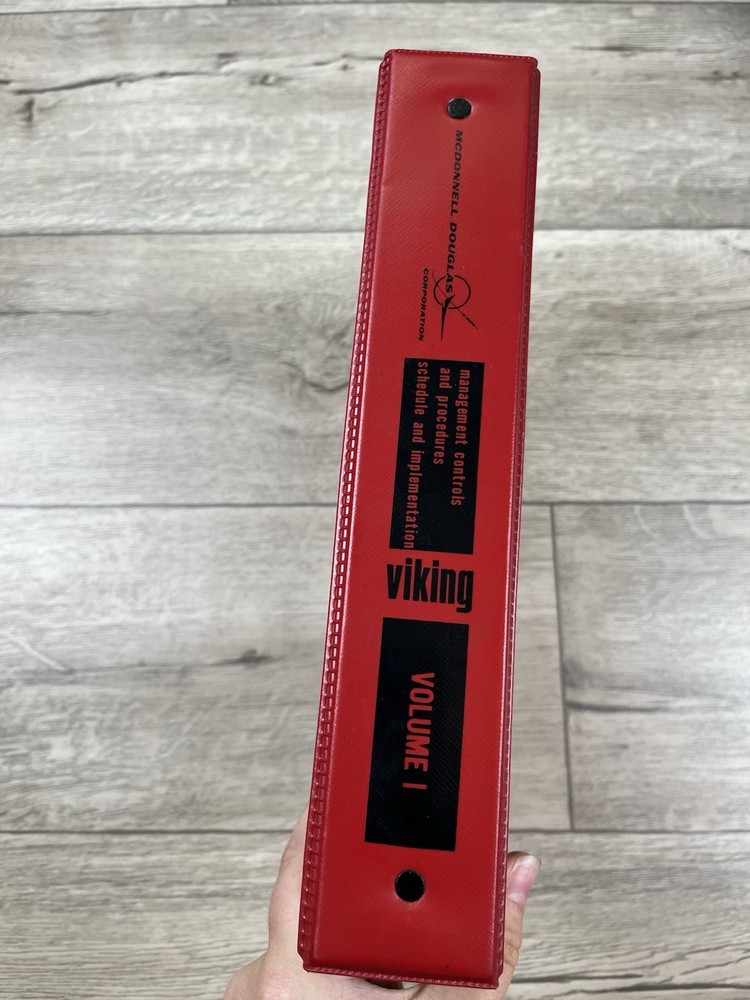 MCDONNELL DOUGLAS
CORPORATION
management controls
and procedures
schedule and implementation
viking
VOLUME I